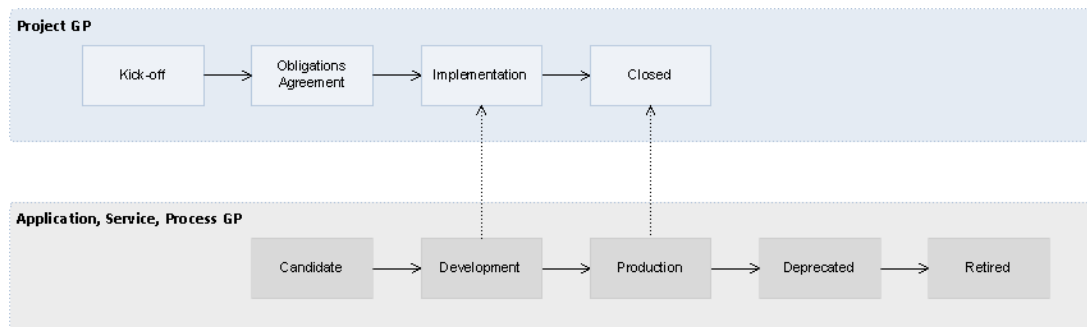 Project GP
Kick-off
Obligations
Agreement
Implementation
Closed
Application, Service, Process GP
Candidate
Development
Production
Deprecated
Retired